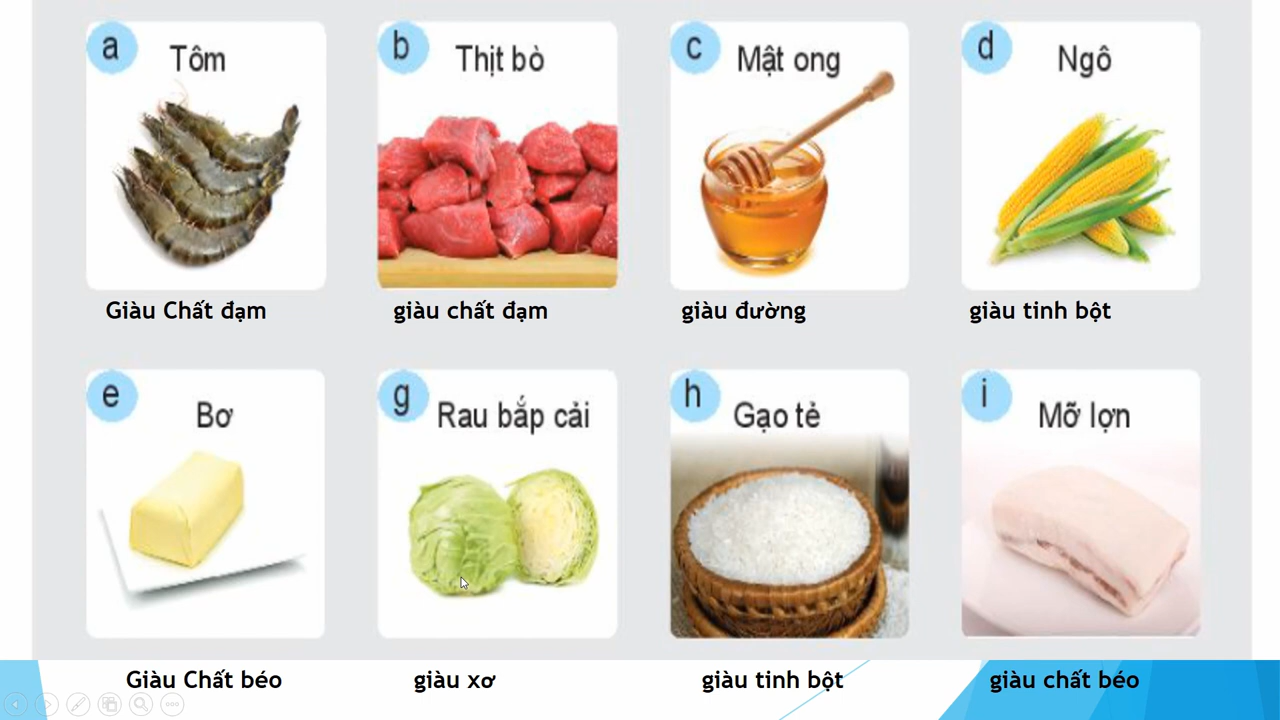 a
Tôm
b
Thịt bò
c
Mật ong
d
Ngô
Giàu Chất đạm
giàu chất đạm
giàu đường
giàu tinh bột
e
Bơ
g
Rau bắp cải
h
Gạo tẻ
i
Mỡ lợn
Giàu Chất béo
giàu xơ
giàu tinh bột
giàu chất béo